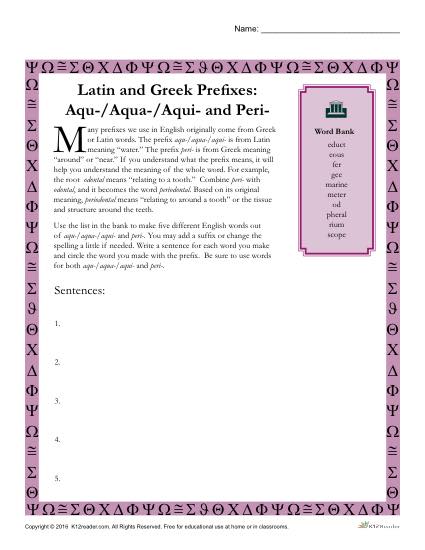 Name: ____________________________________
Ψ Ω ≅ Σ Θ X Δ Φ Ψ Ω ≅ Σ ϑ Θ X Δ Φ Ψ Ω ≅ Σ Θ X Δ Φ Ψ
Latin and Greek Prefixes:
Aqu-/Aqua-/Aqui- and Peri-
Many prefixes we use in English originally come from Greek
or Latin words. The prefix aqu-/aqua-/aqui- is from Latin
meaning “water.” The prefix peri- is from Greek meaning
“around” or “near.” If you understand what the prefix means, it will
help you understand the meaning of the whole word. For example,
the root odontal means “relating to a tooth.” Combine peri- with
odontal, and it becomes the word periodontal. Based on its original
meaning, periodontal means “relating to around a tooth” or the tissue
and structure around the teeth.
Use the list in the bank to make five different English words out
of aqu-/aqua-/aqui- and peri-. You may add a suffix or change the
spelling a little if needed. Write a sentence for each word you make
and circle the word you made with the prefix. Be sure to use words
for both aqu-/aqua-/aqui- and peri-.
Word Bank
educt
eous
fer
gee
marine
meter
od
pheral
rium
scope
Sentences:
1.
2.
3.
4.
5.
Copyright © 2016 K12reader.com. All Rights Reserved. Free for educational use at home or in classrooms.
K12Reader